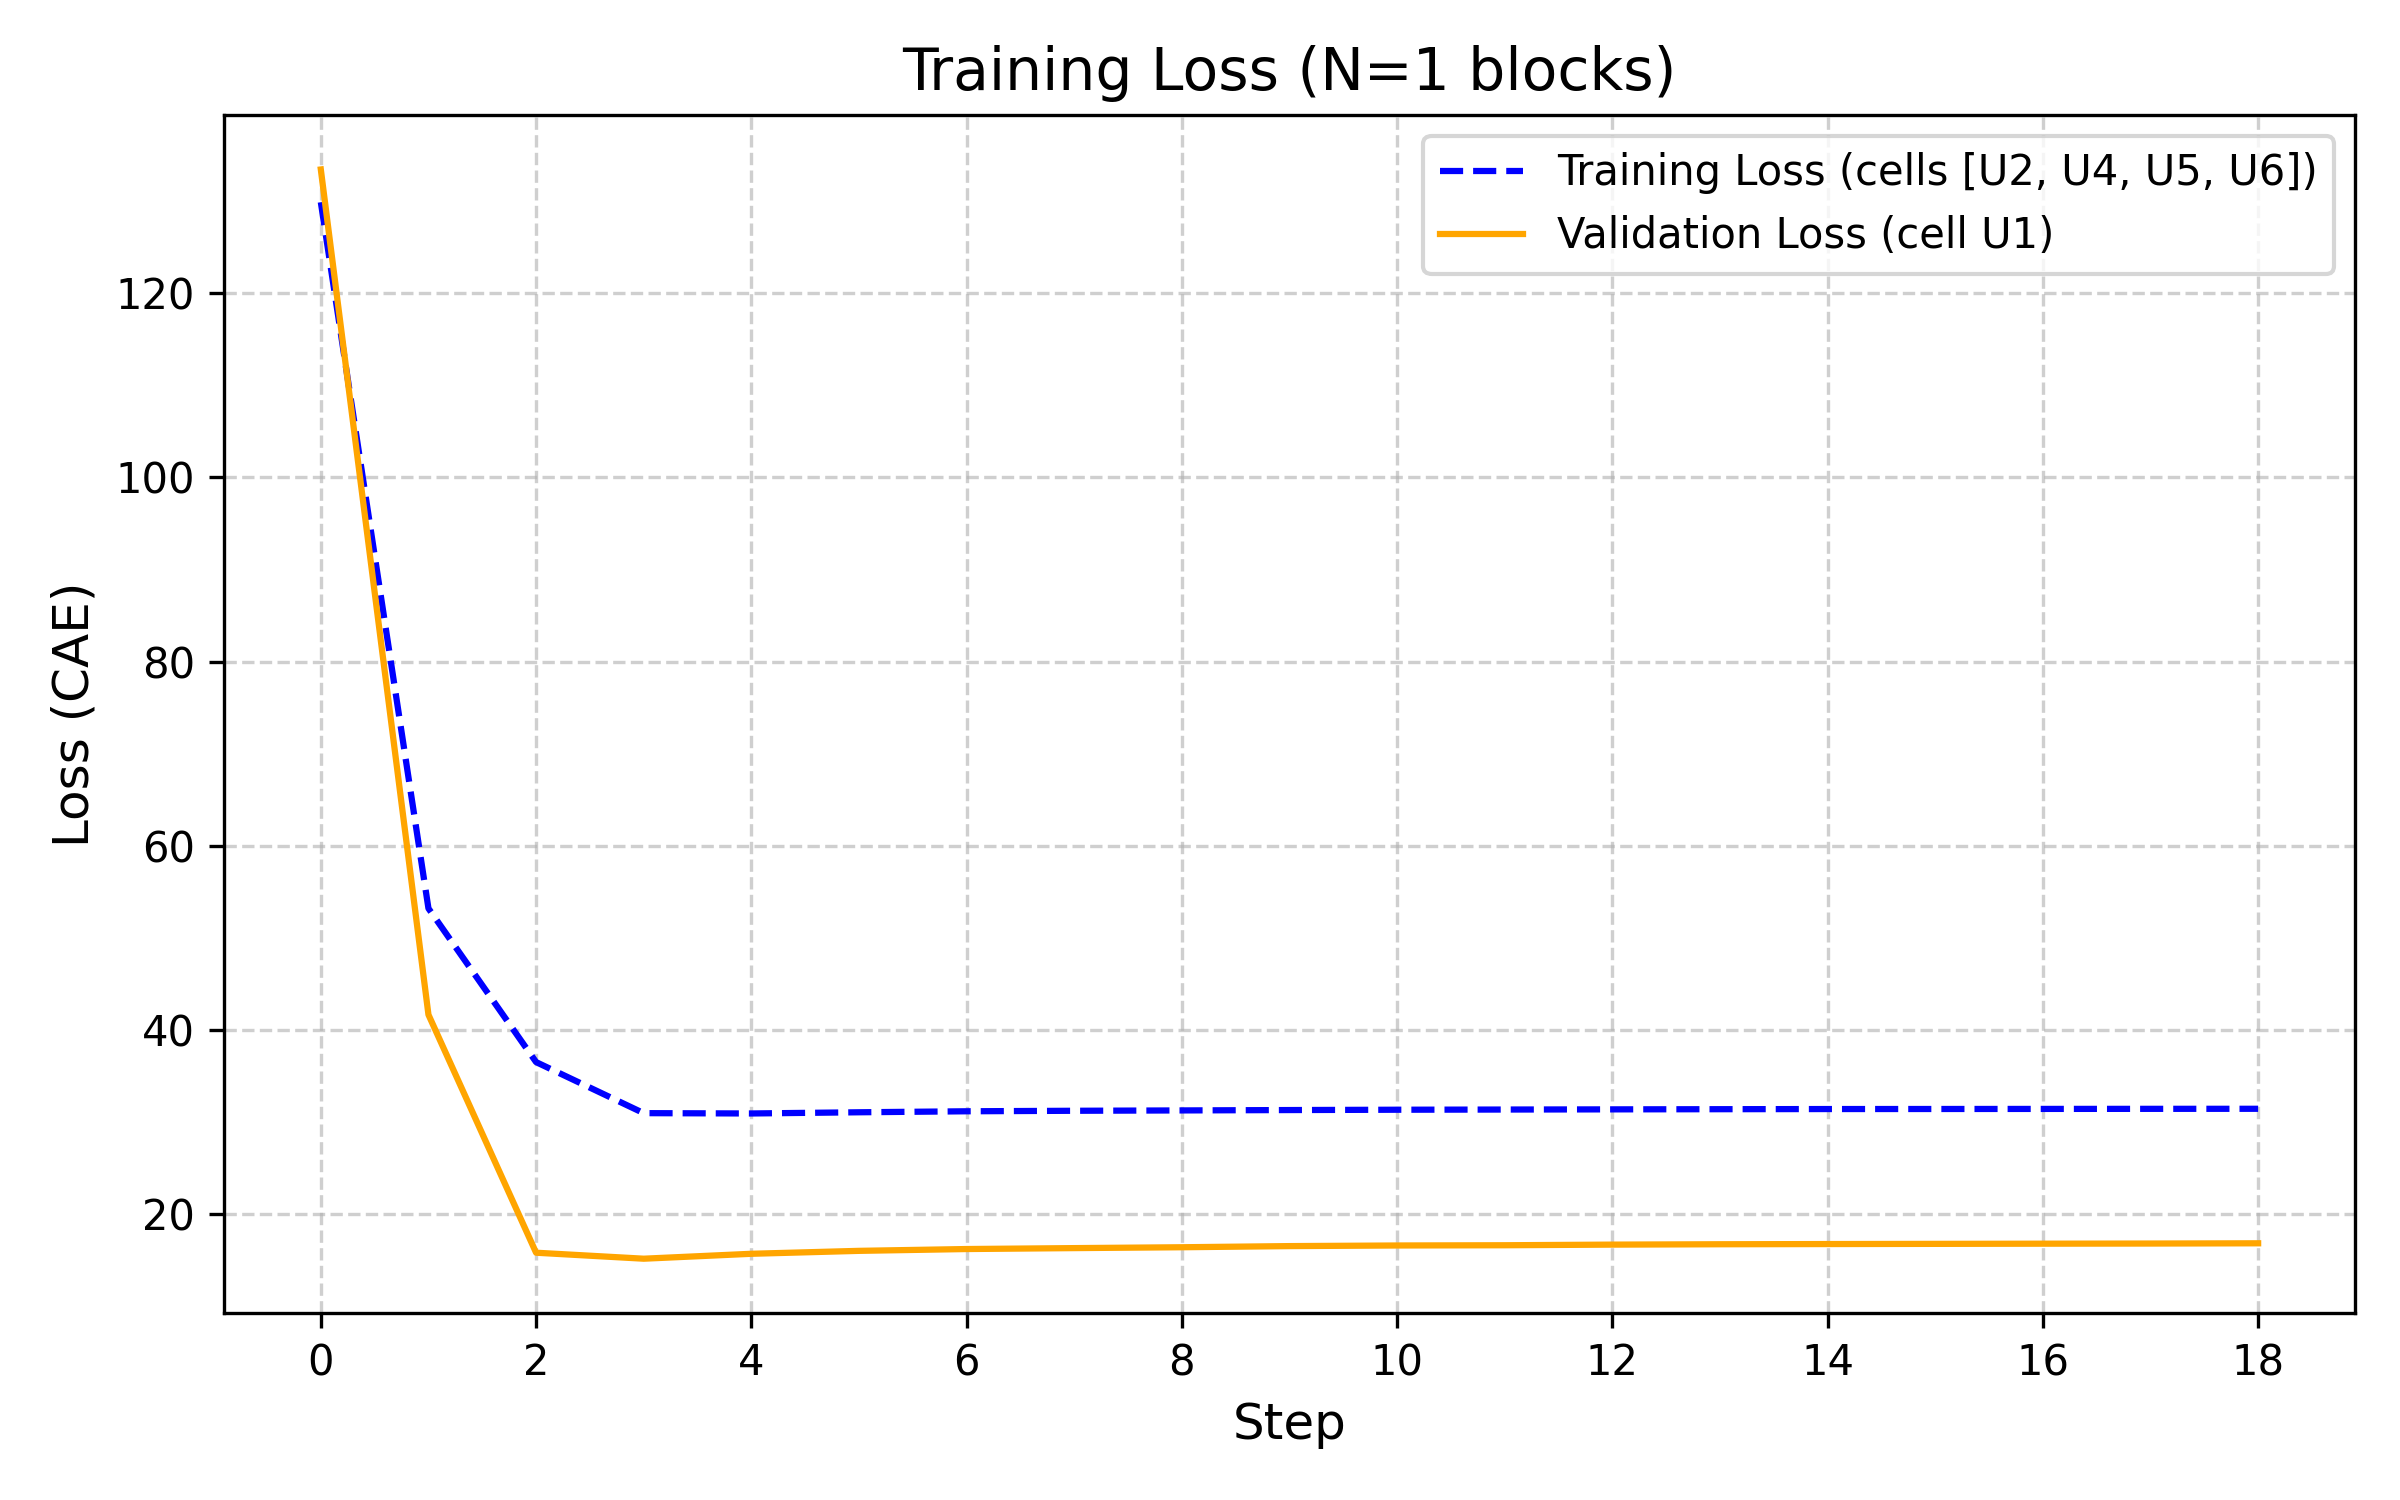 Training Loss (N=1 blocks)
Training Loss (cells [U2, U4, U5, U6])
Validation Loss (cell U1)
Loss (CAE)
120
100
80
60
40
20
0 2 4 6 8 10 12 14 16 18
Step